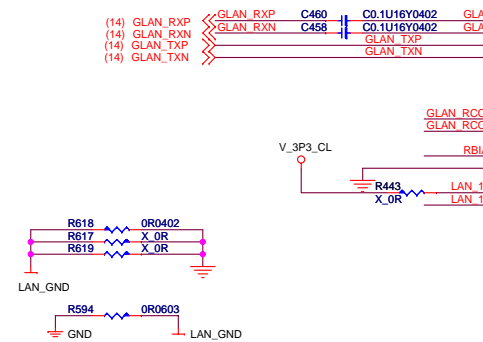 GLAN_RXP C460 C0.1U16Y0402
(14) GLAN_RXP
GLAN_RXN C458 C0.1U16Y0402
(14) GLAN_RXN
GLAN_TXP
(14) GLAN_TXP
GLAN_TXN
(14) GLAN_TXN
GLAN_RCO
GLAN_RCO
V_3P3_CL
RBIA
R443 LAN_1
X_0R LAN_1
R618 0R0402
R617 X_0R
R619 X_0R
LAN_GND
R594 0R0603
GND LAN_GND